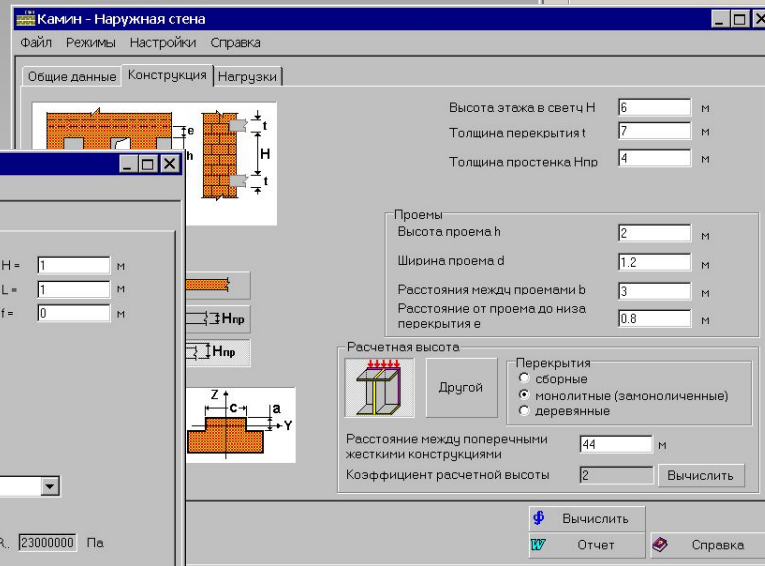 Камин - Наружная стена
Файл Режимы Настройки Справка
Общие данные Конструкция Нагрузки
e
h
t
H
t
Высота этажа в свету H 6 м
Толщина перекрытия t 7 м
Толщина простенка Hпр 4 м
Проемы
Высота проема h 2 м
Ширина проема d 1.2 м
Расстояния между проемами b 3 м
Расстояние от проема до низа
перекрытия e 0.8 м
H = 1 м
L = 1 м
f = 0 м
Hпр
Hпр
Z
c
a
Y
Расчетная высота
Другой
Перекрытия
сборные
монолитные (замоноличенные)
деревянные
Расстояние между поперечными
жесткими конструкциями 44 м
Коэффициент расчетной высоты 2 Вычислить
R.. 23000000 Па
Вычислить
Отчет Справка